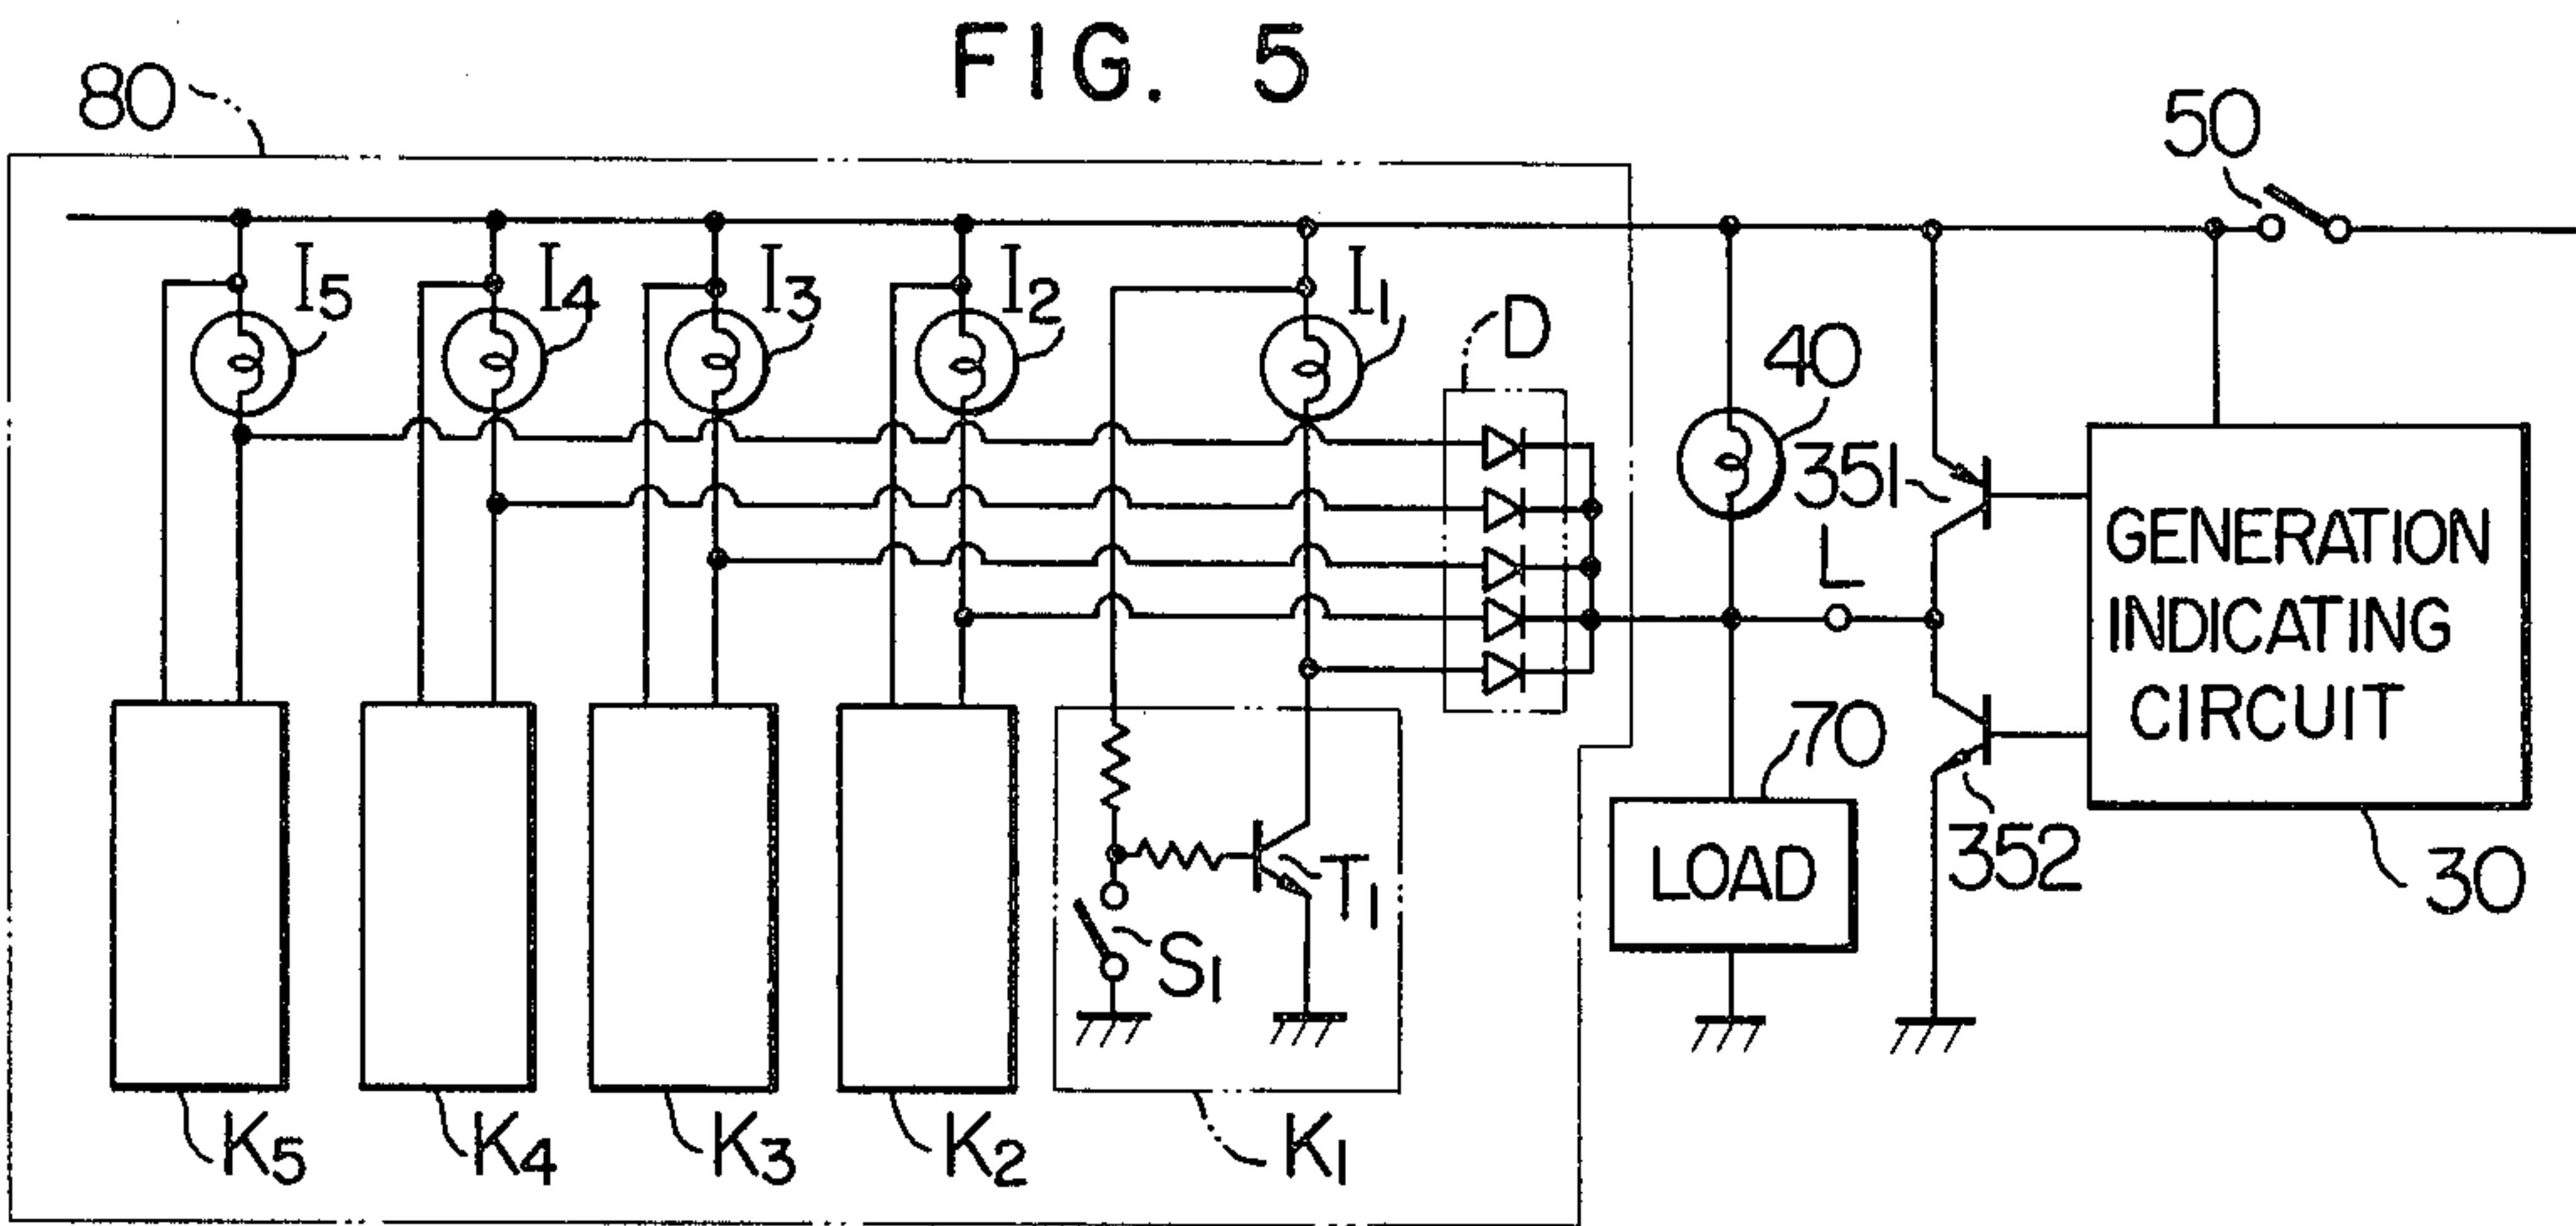 FIG. 5
80
50
I5
I4
I3
I2
I1
D
40
351
L
GENERATION
INDICATING
CIRCUIT
70
LOAD
352
30
T1
S1
K5
K4
K3
K2
K1